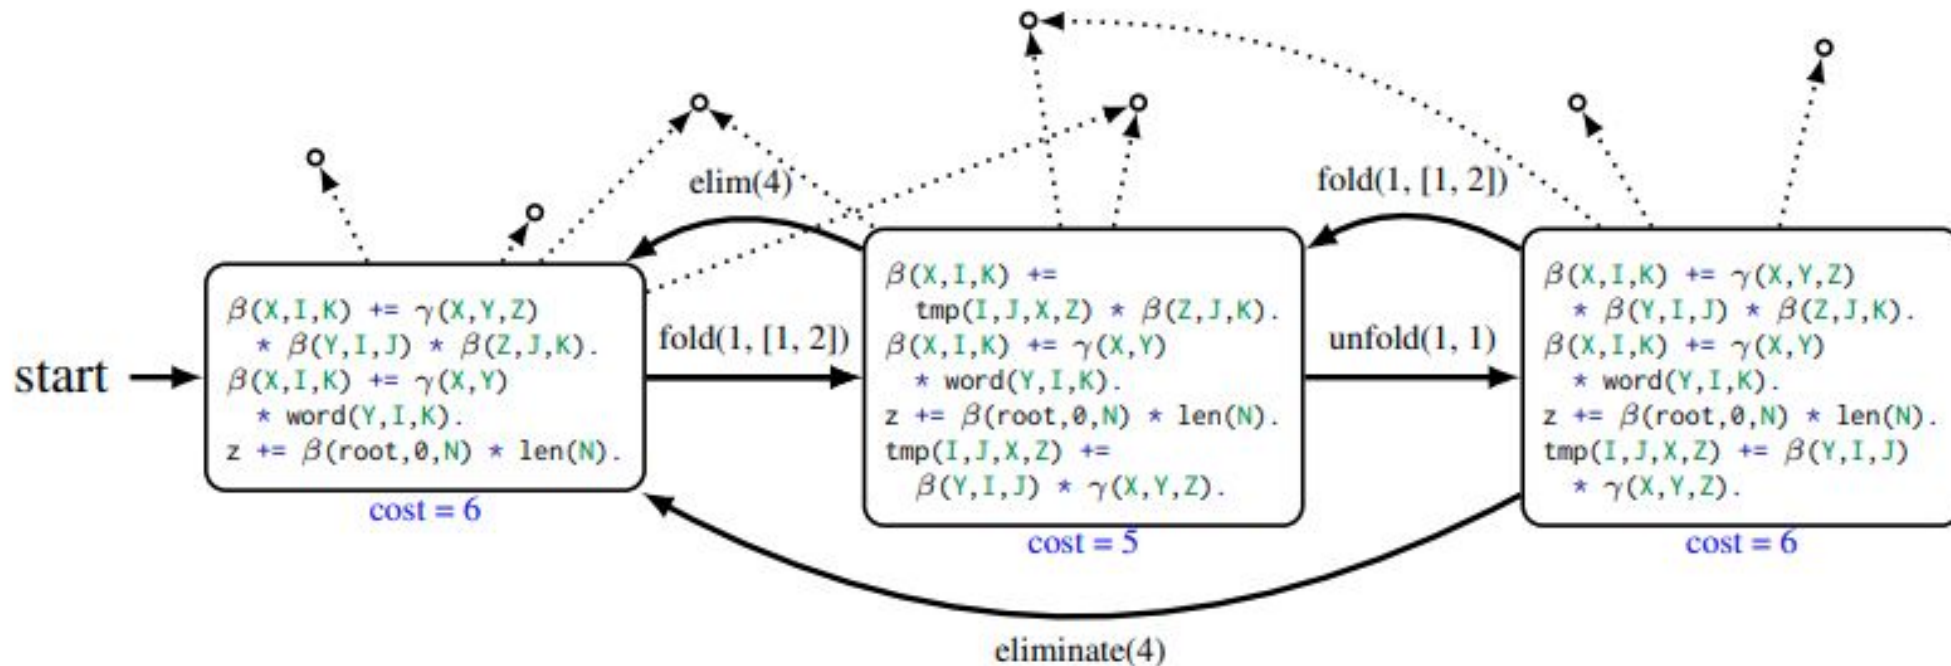 start
β(X,I,K) += γ(X,Y,Z)
* β(Y,I,J) * β(Z,J,K).
β(X,I,K) += γ(X,Y)
* word(Y,I,K).
z += β(root,0,N) * len(N).
cost = 6
elim(4)
fold(1, [1, 2])
β(X,I,K) +=
tmp(I,J,X,Z) * β(Z,J,K).
β(X,I,K) += γ(X,Y)
* word(Y,I,K).
z += β(root,0,N) * len(N).
tmp(I,J,X,Z) +=
β(Y,I,J) * γ(X,Y,Z).
cost = 5
fold(1, [1, 2])
unfold(1, 1)
β(X,I,K) += γ(X,Y,Z)
* β(Y,I,J) * β(Z,J,K).
β(X,I,K) += γ(X,Y)
* word(Y,I,K).
z += β(root,0,N) * len(N).
tmp(I,J,X,Z) += β(Y,I,J)
* γ(X,Y,Z).
cost = 6
eliminate(4)